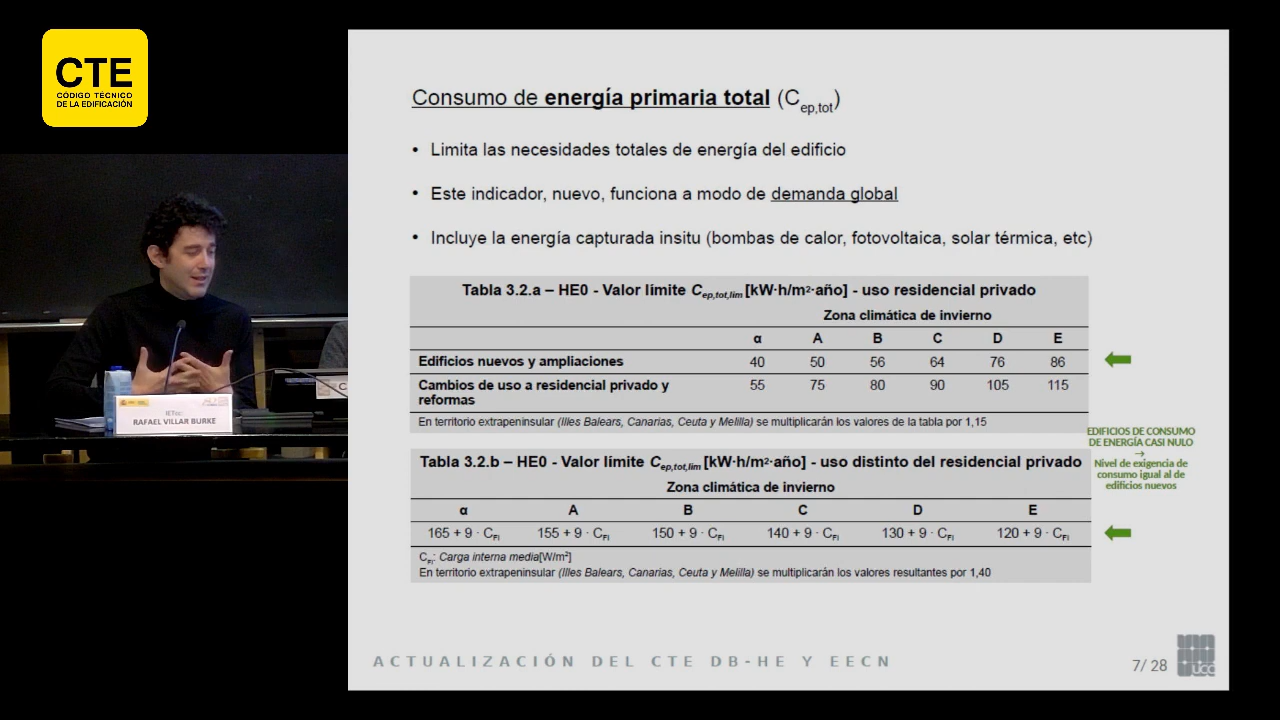 CTE
CÓDIGO TÉCNICO
DE LA EDIFICACIÓN
IETcc:
RAFAEL VILLAR BURKE
Consumo de energía primaria total (Cep,tot)
• Limita las necesidades totales de energía del edificio
• Este indicador, nuevo, funciona a modo de demanda global
• Incluye la energía capturada insitu (bombas de calor, fotovoltaica, solar térmica, etc)
Tabla 3.2.a – HE0 - Valor límite Cep,tot,lim [kW·h/m²·año] - uso residencial privado
Zona climática de invierno
α A B C D E
Edificios nuevos y ampliaciones 40 50 56 64 76 86
Cambios de uso a residencial privado y 55 75 80 90 105 115
reformas
En territorio extrapeninsular (Illes Balears, Canarias, Ceuta y Melilla) se multiplicarán los valores de la tabla por 1,15
EDIFICIOS DE CONSUMO
DE ENERGÍA CASI NULO
→
Nivel de exigencia de
consumo igual al de
edificios nuevos
Tabla 3.2.b – HE0 - Valor límite Cep,tot,lim [kW·h/m²·año] - uso distinto del residencial privado
Zona climática de invierno
α A B C D E
165 + 9 · CFI 155 + 9 · CFI 150 + 9 · CFI 140 + 9 · CFI 130 + 9 · CFI 120 + 9 · CFI
CFI: Carga interna media[W/m²]
En territorio extrapeninsular (Illes Balears, Canarias, Ceuta y Melilla) se multiplicarán los valores resultantes por 1,40
ACTUALIZACIÓN DEL CTE DB-HE Y EECN
7/ 28